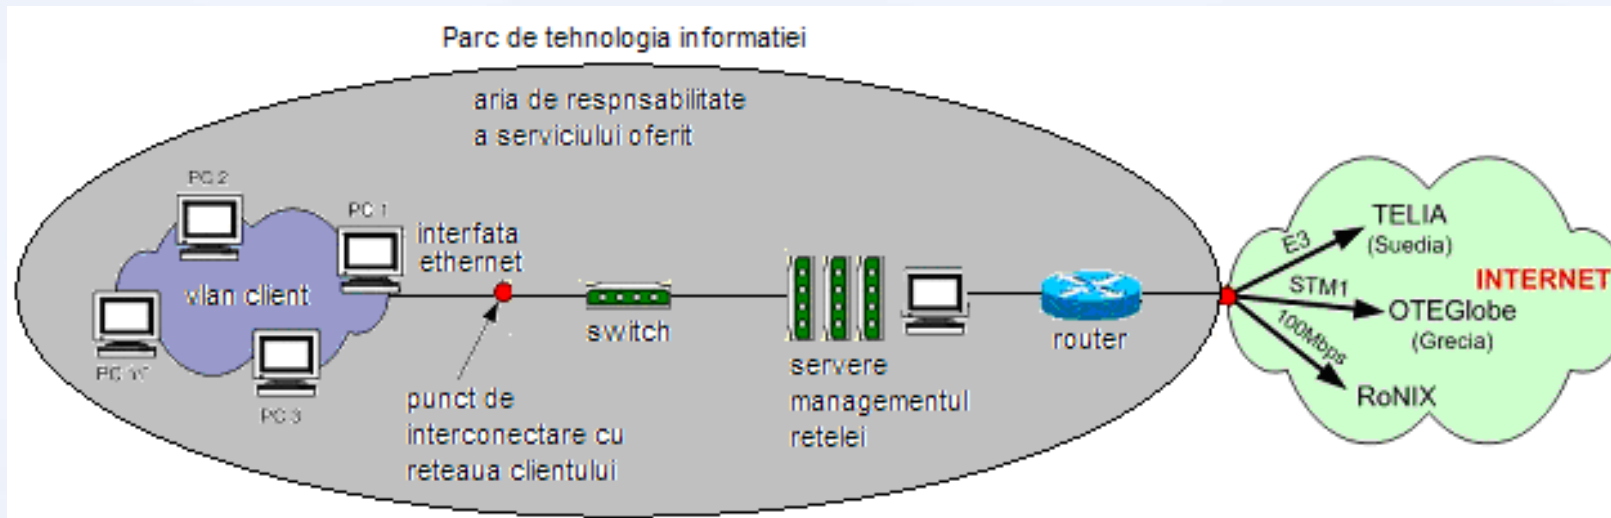 Parc de tehnologia informatiei
aria de respnsabilitate
a serviciului oferit
PC 2
PC 1
interfata
ethernet
vlan client
PC
PC 3
switch
punct de
interconectare cu
reteaua clientului
servere
managementul
retelei
router
E3
TELIA
(Suedia)
INTERNET
STM1
OTEGlobe
(Grecia)
100Mbps
RoNIX